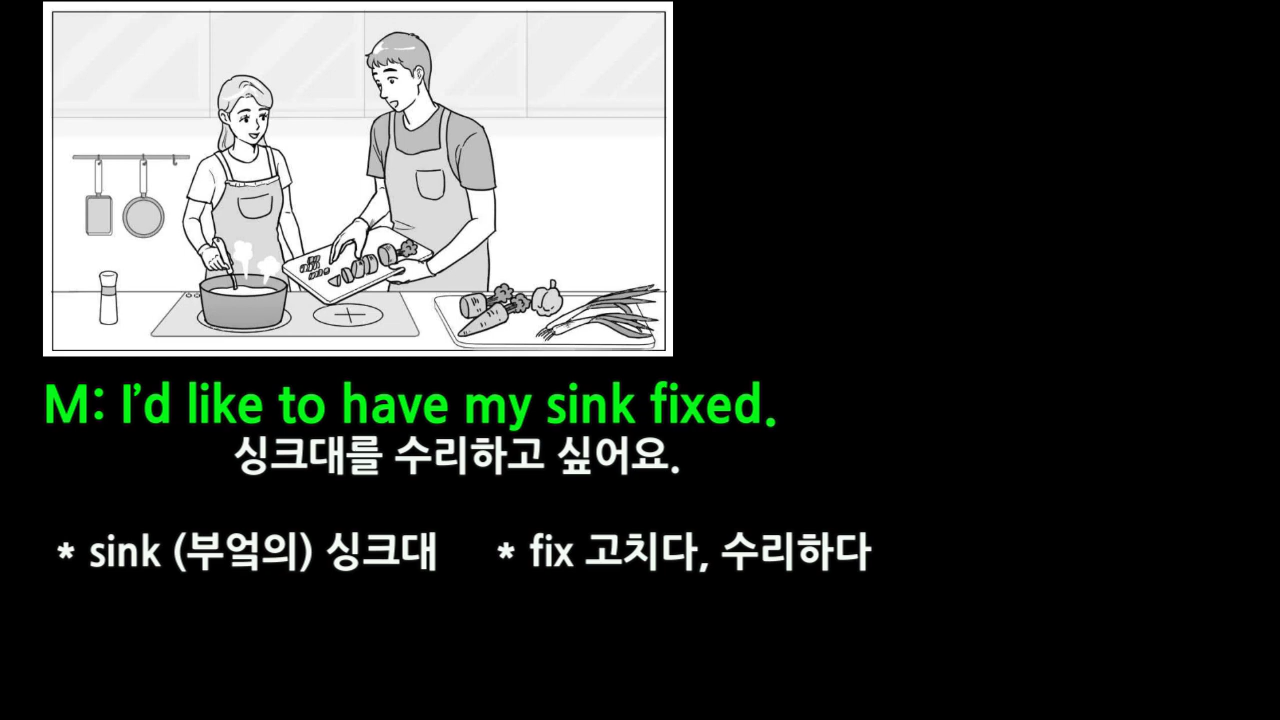 M: I’d like to have my sink fixed.
싱크대를 수리하고 싶어요.
* sink (부엌의) 싱크대 * fix 고치다, 수리하다